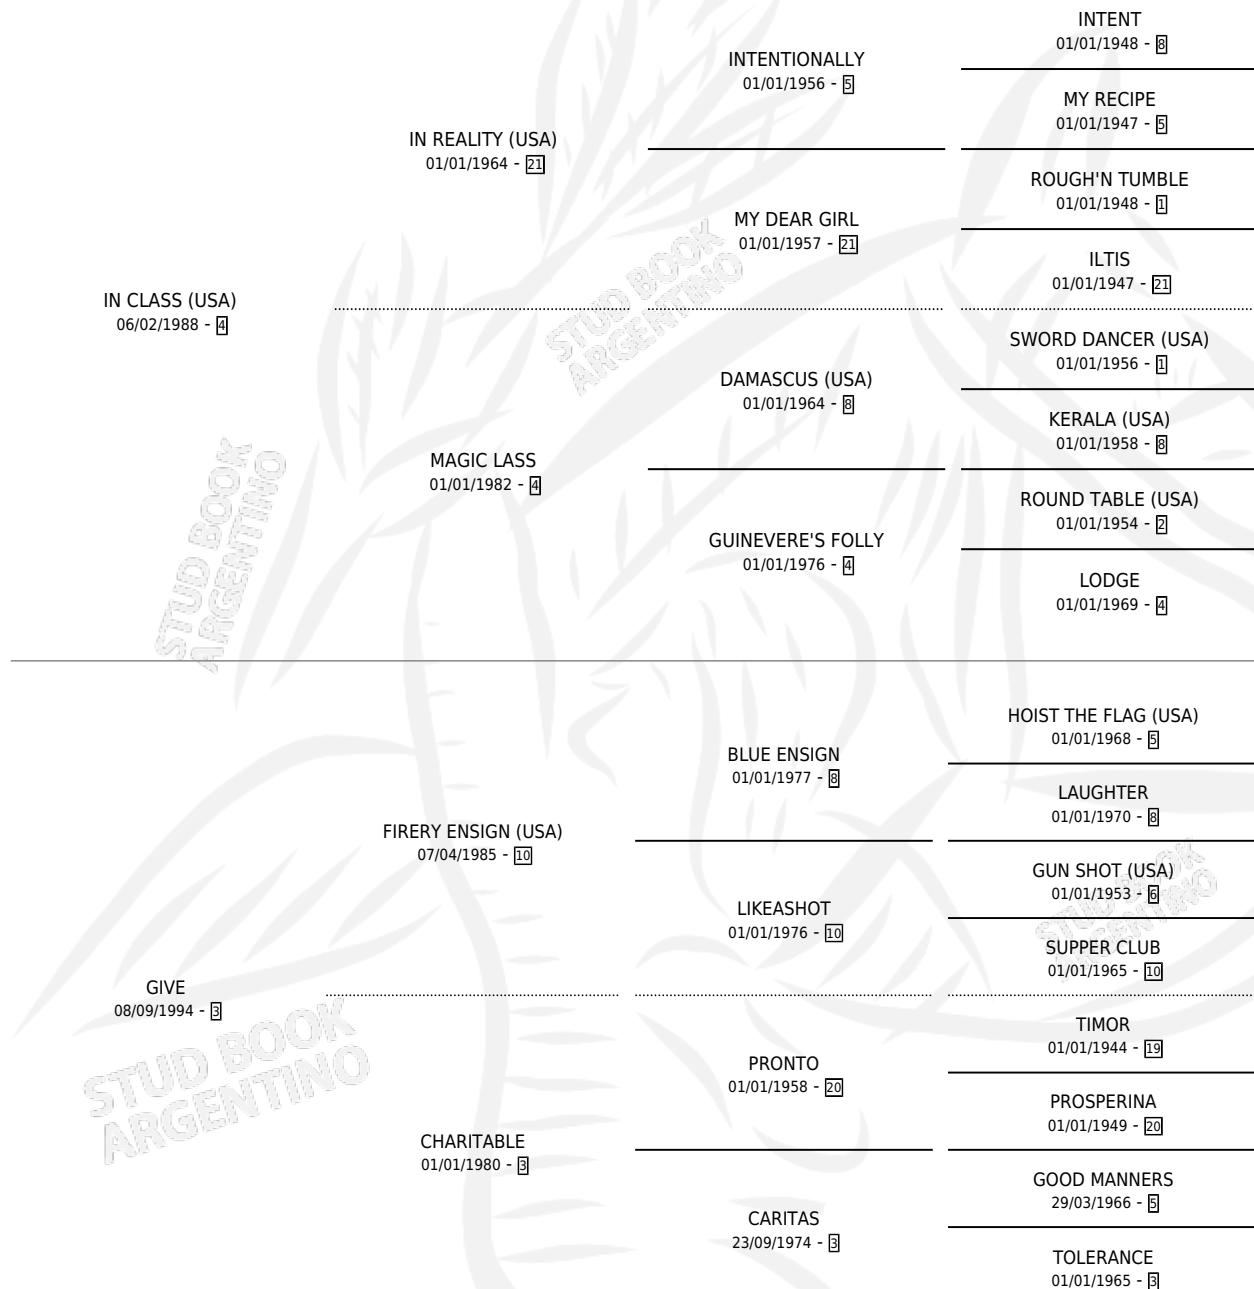 INTENT
01/01/1948 - 8
INTENTIONALLY
01/01/1956 - 5
MY RECIPE
01/01/1947 - 5
IN REALITY (USA)
01/01/1964 - 21
ROUGH'N TUMBLE
01/01/1948 - 1
MY DEAR GIRL
01/01/1957 - 21
ILTIS
01/01/1947 - 21
IN CLASS (USA)
06/02/1988 - 4
STUD BOOK
ARGENTINO
SWORD DANCER (USA)
01/01/1956 - 1
DAMASCUS (USA)
01/01/1964 - 8
KERALA (USA)
01/01/1958 - 8
MAGIC LASS
01/01/1982 - 4
ROUND TABLE (USA)
01/01/1954 - 2
GUINEVERE'S FOLLY
01/01/1976 - 4
LODGE
01/01/1969 - 4
STUD BOOK
ARGENTINO
HOIST THE FLAG (USA)
01/01/1968 - 5
BLUE ENSIGN
01/01/1977 - 8
LAUGHTER
01/01/1970 - 8
FIRERY ENSIGN (USA)
07/04/1985 - 10
GUN SHOT (USA)
01/01/1953 - 6
LIKEASHOT
01/01/1976 - 10
SUPPER CLUB
01/01/1965 - 10
STUD BOOK
ARGENTINO
GIVE
08/09/1994 - 3
STUD BOOK
ARGENTINO
TIMOR
01/01/1944 - 19
PRONTO
01/01/1958 - 20
PROSPERINA
01/01/1949 - 20
CHARITABLE
01/01/1980 - 3
GOOD MANNERS
29/03/1966 - 5
CARITAS
23/09/1974 - 3
TOLERANCE
01/01/1965 - 3